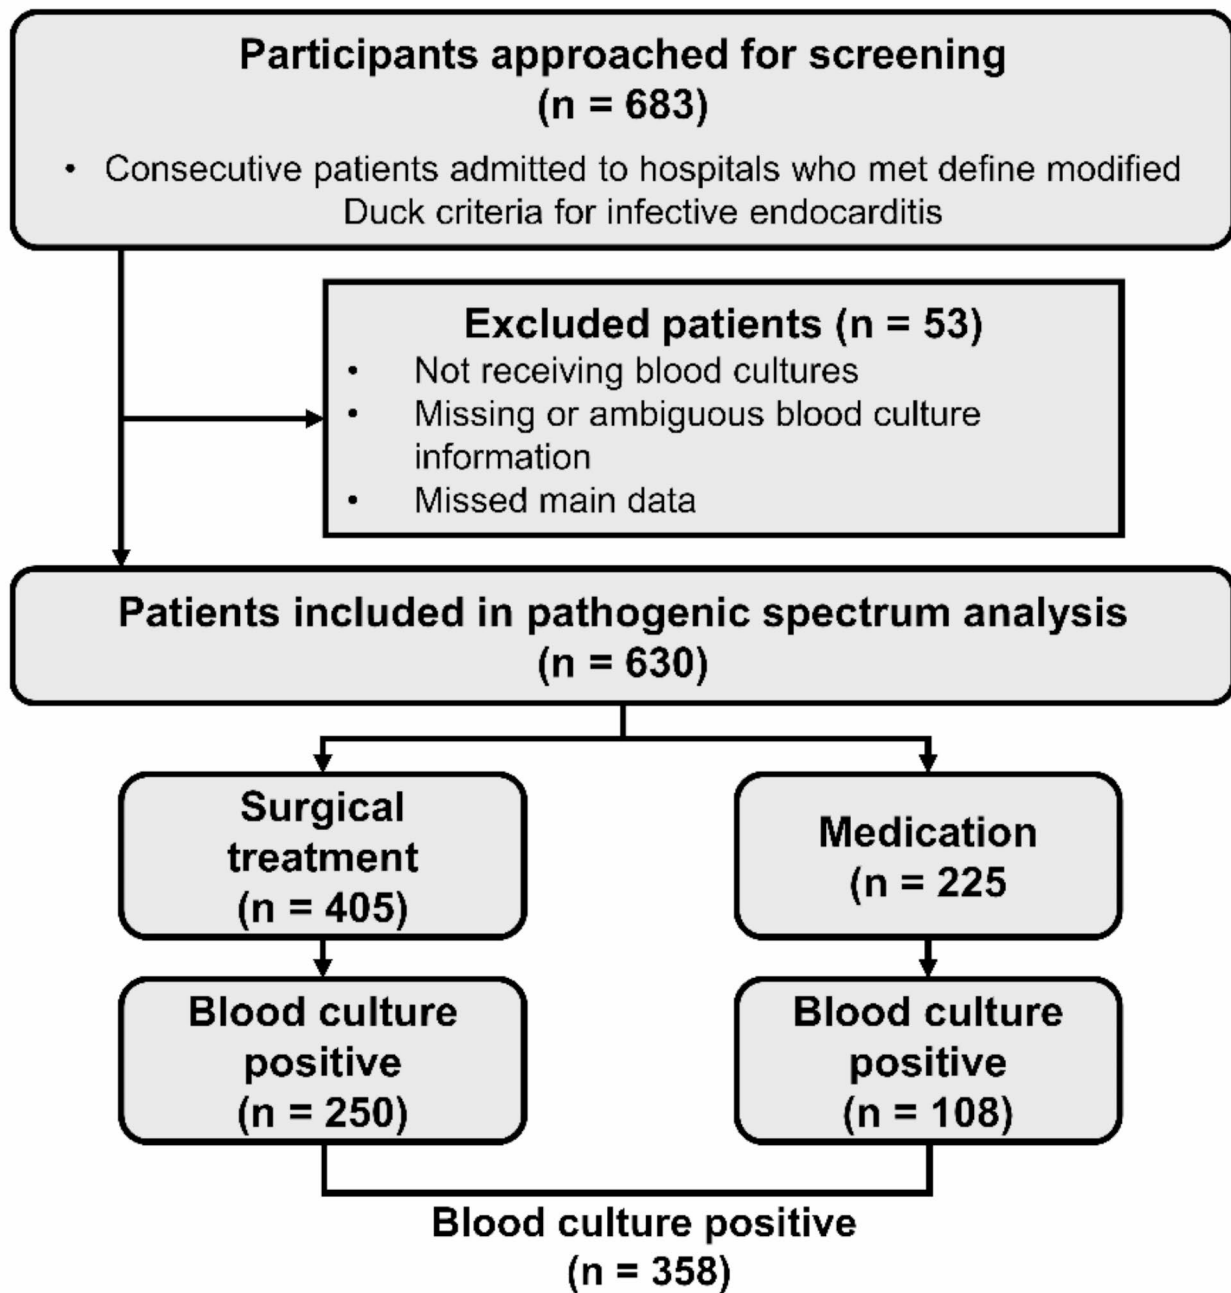 Participants approached for screening
(n = 683)
• Consecutive patients admitted to hospitals who met define modified
Duck criteria for infective endocarditis
Excluded patients (n = 53)
• Not receiving blood cultures
• Missing or ambiguous blood culture
information
• Missed main data
Patients included in pathogenic spectrum analysis
(n = 630)
Surgical
treatment
(n = 405)
Medication
(n = 225
Blood culture
positive
(n = 250)
Blood culture
positive
(n = 108)
Blood culture positive
(n = 358)